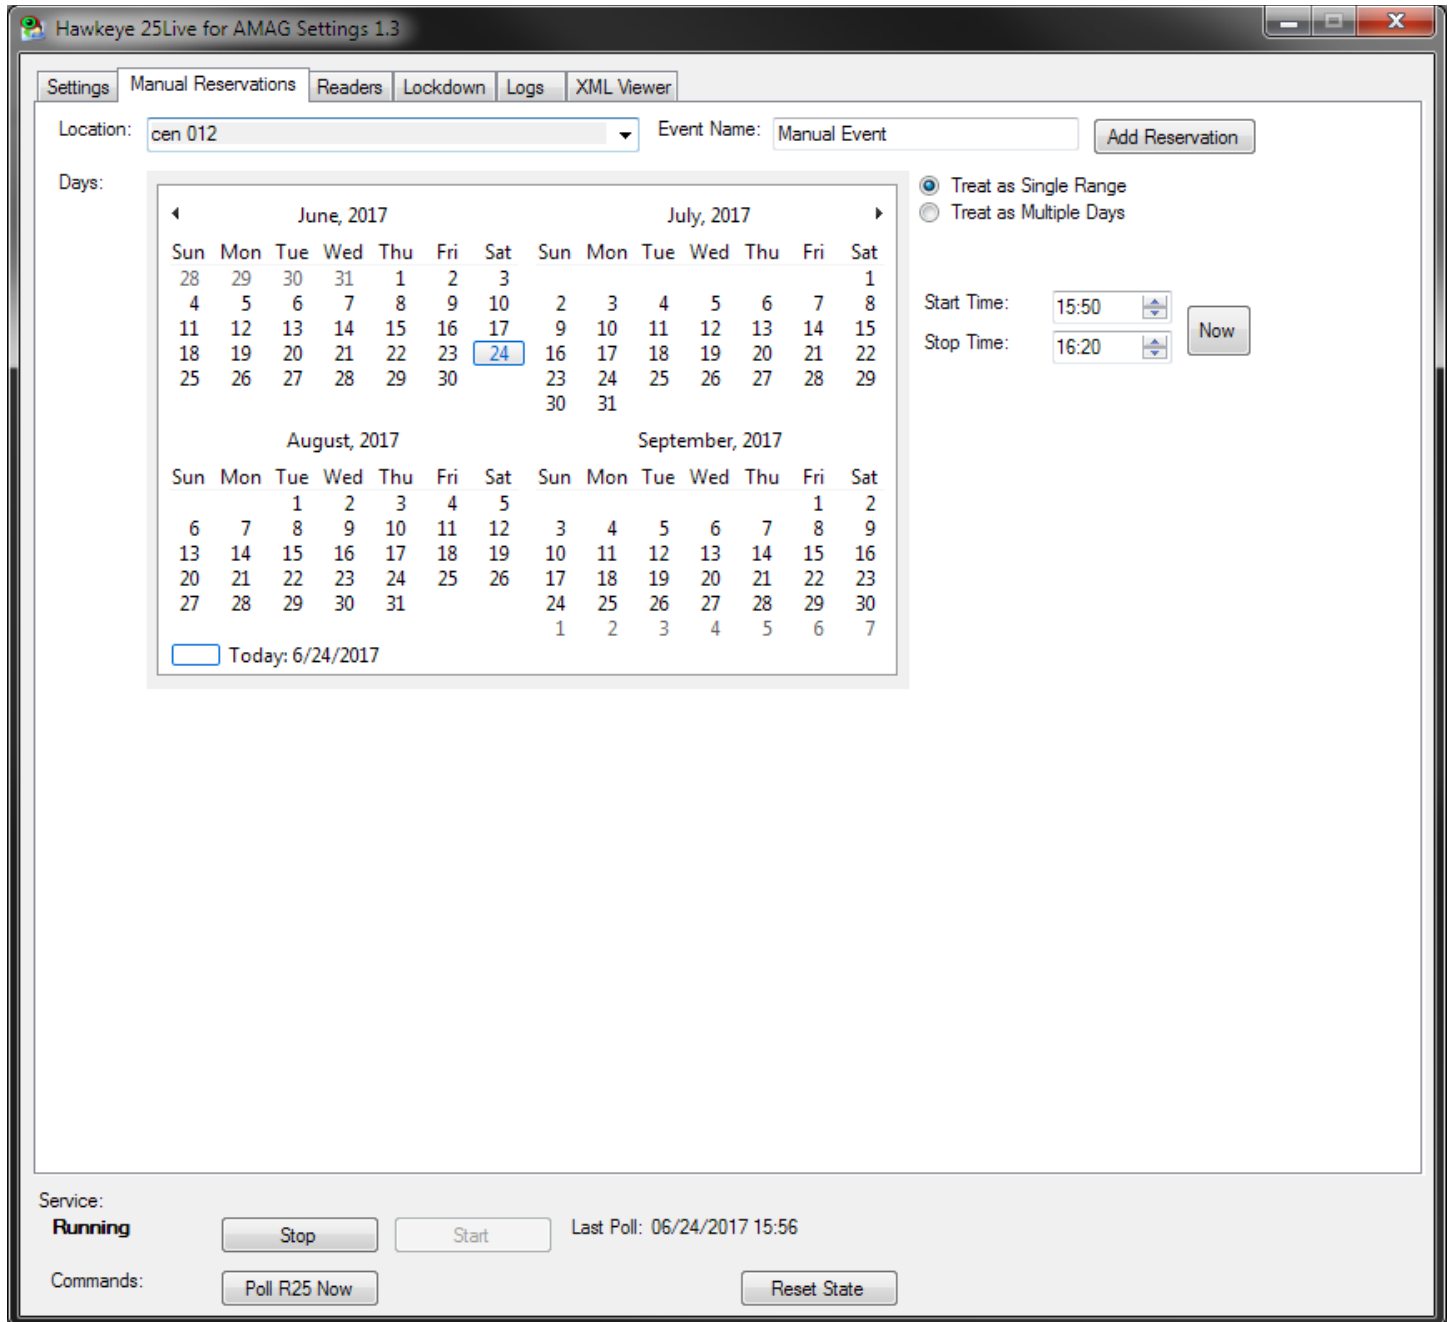 Hawkeye 25Live for AMAG Settings 1.3
Settings Manual Reservations Readers Lockdown Logs XML Viewer
Location: cen 012 Event Name: Manual Event Add Reservation
Days:
Treat as Single Range
Treat as Multiple Days
June, 2017 July, 2017
Sun Mon Tue Wed Thu Fri Sat Sun Mon Tue Wed Thu Fri Sat
28 29 30 31 1 2 3 1
4 5 6 7 8 9 10 2 3 4 5 6 7 8
11 12 13 14 15 16 17 9 10 11 12 13 14 15
18 19 20 21 22 23 24 16 17 18 19 20 21 22
25 26 27 28 29 30 23 24 25 26 27 28 29
30 31
August, 2017 September, 2017
Sun Mon Tue Wed Thu Fri Sat Sun Mon Tue Wed Thu Fri Sat
1 2 3 4 5 1 2
6 7 8 9 10 11 12 3 4 5 6 7 8 9
13 14 15 16 17 18 19 10 11 12 13 14 15 16
20 21 22 23 24 25 26 17 18 19 20 21 22 23
27 28 29 30 31 24 25 26 27 28 29 30
1 2 3 4 5 6 7
Today: 6/24/2017
Start Time: 15:50
Stop Time: 16:20
Now
Service:
Running Stop Start Last Poll: 06/24/2017 15:56
Commands: Poll R25 Now Reset State